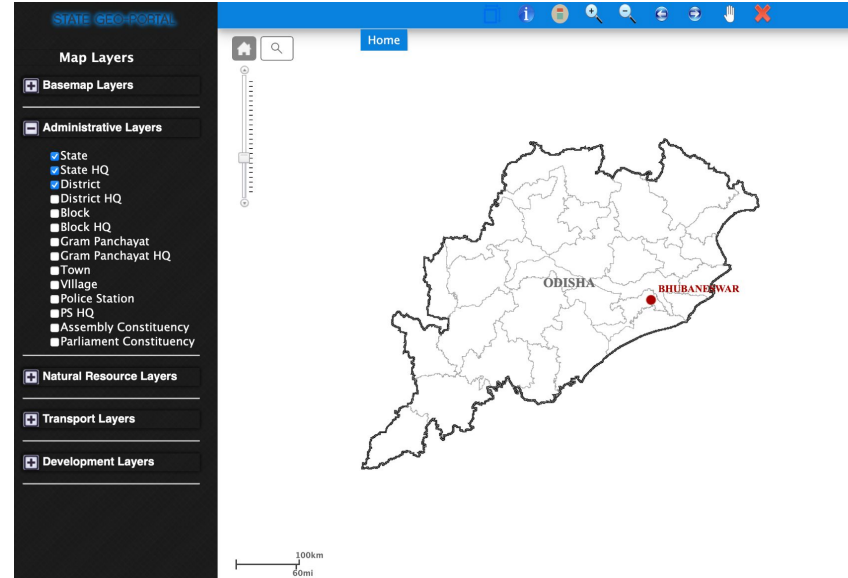 STATE GEO-PORTAL
Map Layers
Basemap Layers
Administrative Layers
State
State HQ
District
District HQ
Block
Block HQ
Gram Panchayat
Gram Panchayat HQ
Town
VIllage
Police Station
PS HQ
Assembly Constituency
Parliament Constituency
Natural Resource Layers
Transport Layers
Development Layers
Home
ODISHA
BHUBANESWAR
100km
60mi